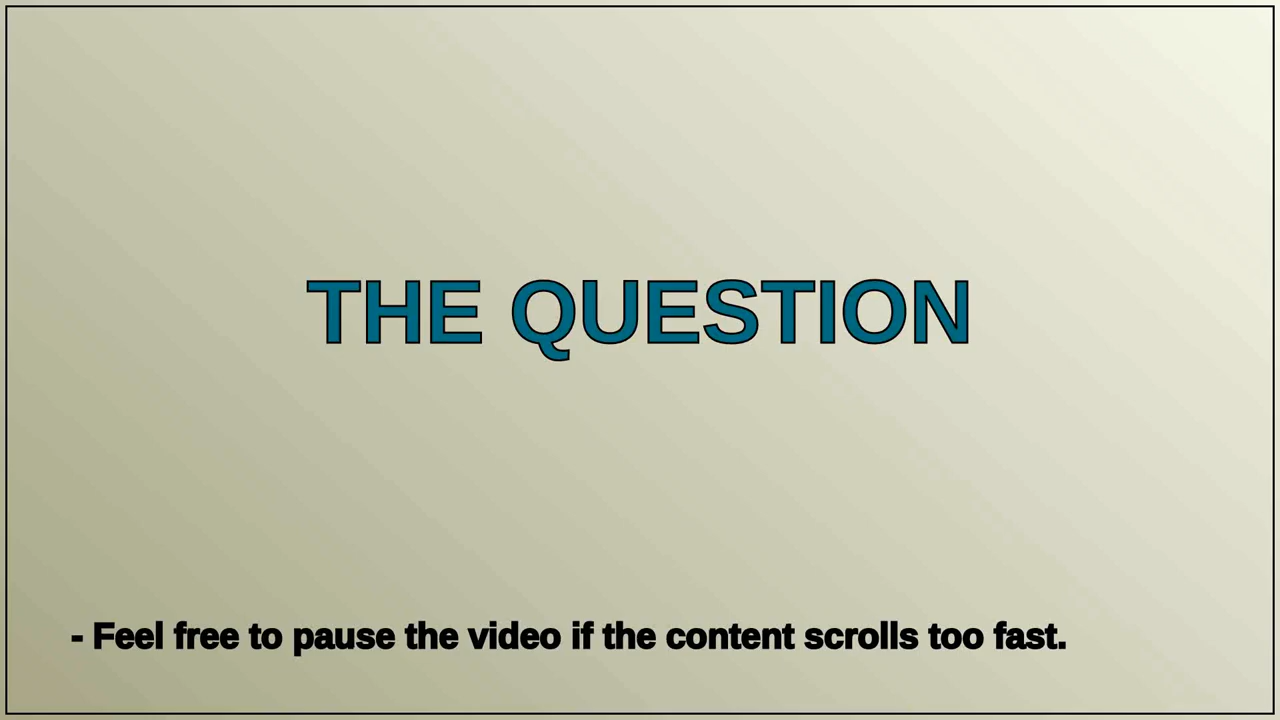 THE QUESTION
- Feel free to pause the video if the content scrolls too fast.